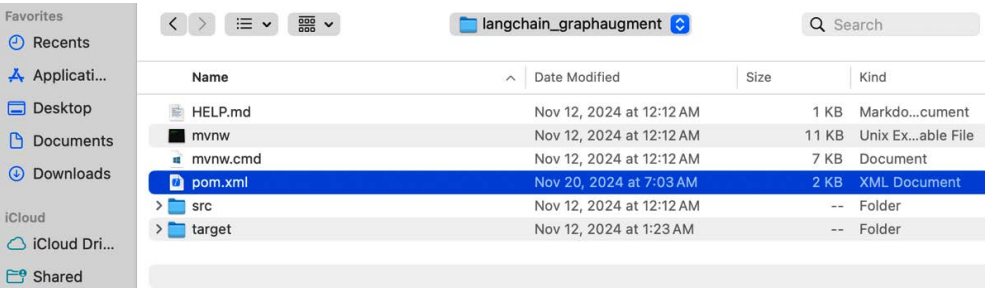 Favorites
Recents
Applicati...
Desktop
Documents
Downloads
iCloud
iCloud Dri...
Shared
langchain_graphaugment
Search
Name Date Modified Size Kind
HELP.md Nov 12, 2024 at 12:12 AM 1 KB Markdo...cument
mvnw Nov 12, 2024 at 12:12 AM 11 KB Unix Ex...able File
mvnw.cmd Nov 12, 2024 at 12:12 AM 7 KB Document
pom.xml Nov 20, 2024 at 7:03 AM 2 KB XML Document
src Nov 12, 2024 at 12:12 AM -- Folder
target Nov 12, 2024 at 1:23 AM -- Folder